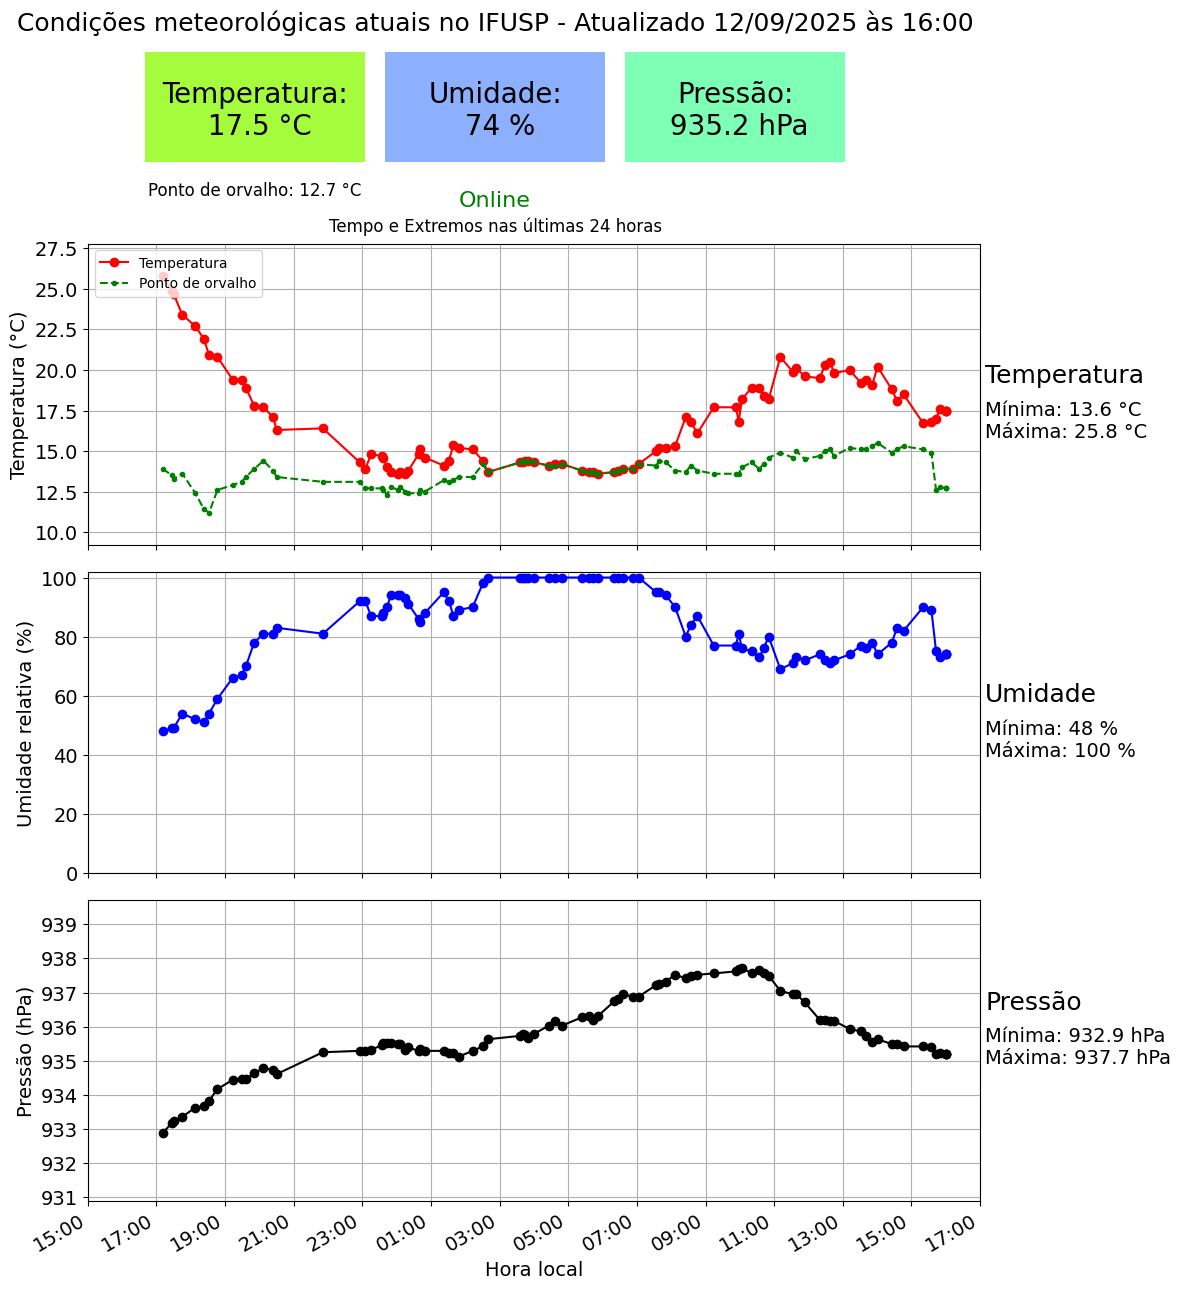 Condições meteorológicas atuais no IFUSP - Atualizado 12/09/2025 às 16:00
Temperatura:
17.5 °C
Umidade:
74 %
Pressão:
935.2 hPa
Ponto de orvalho: 12.7 °C
Online
Tempo e Extremos nas últimas 24 horas
Temperatura (°C)
27.5
25.0
22.5
20.0
17.5
15.0
12.5
10.0
Temperatura
Ponto de orvalho
Temperatura
Mínima: 13.6 °C
Máxima: 25.8 °C
Umidade relativa (%)
100
80
60
40
20
0
Umidade
Mínima: 48 %
Máxima: 100 %
Pressão (hPa)
939
938
937
936
935
934
933
932
931
Pressão
Mínima: 932.9 hPa
Máxima: 937.7 hPa
15:00
17:00
19:00
21:00
23:00
01:00
03:00
05:00
07:00
09:00
11:00
13:00
15:00
17:00
Hora local